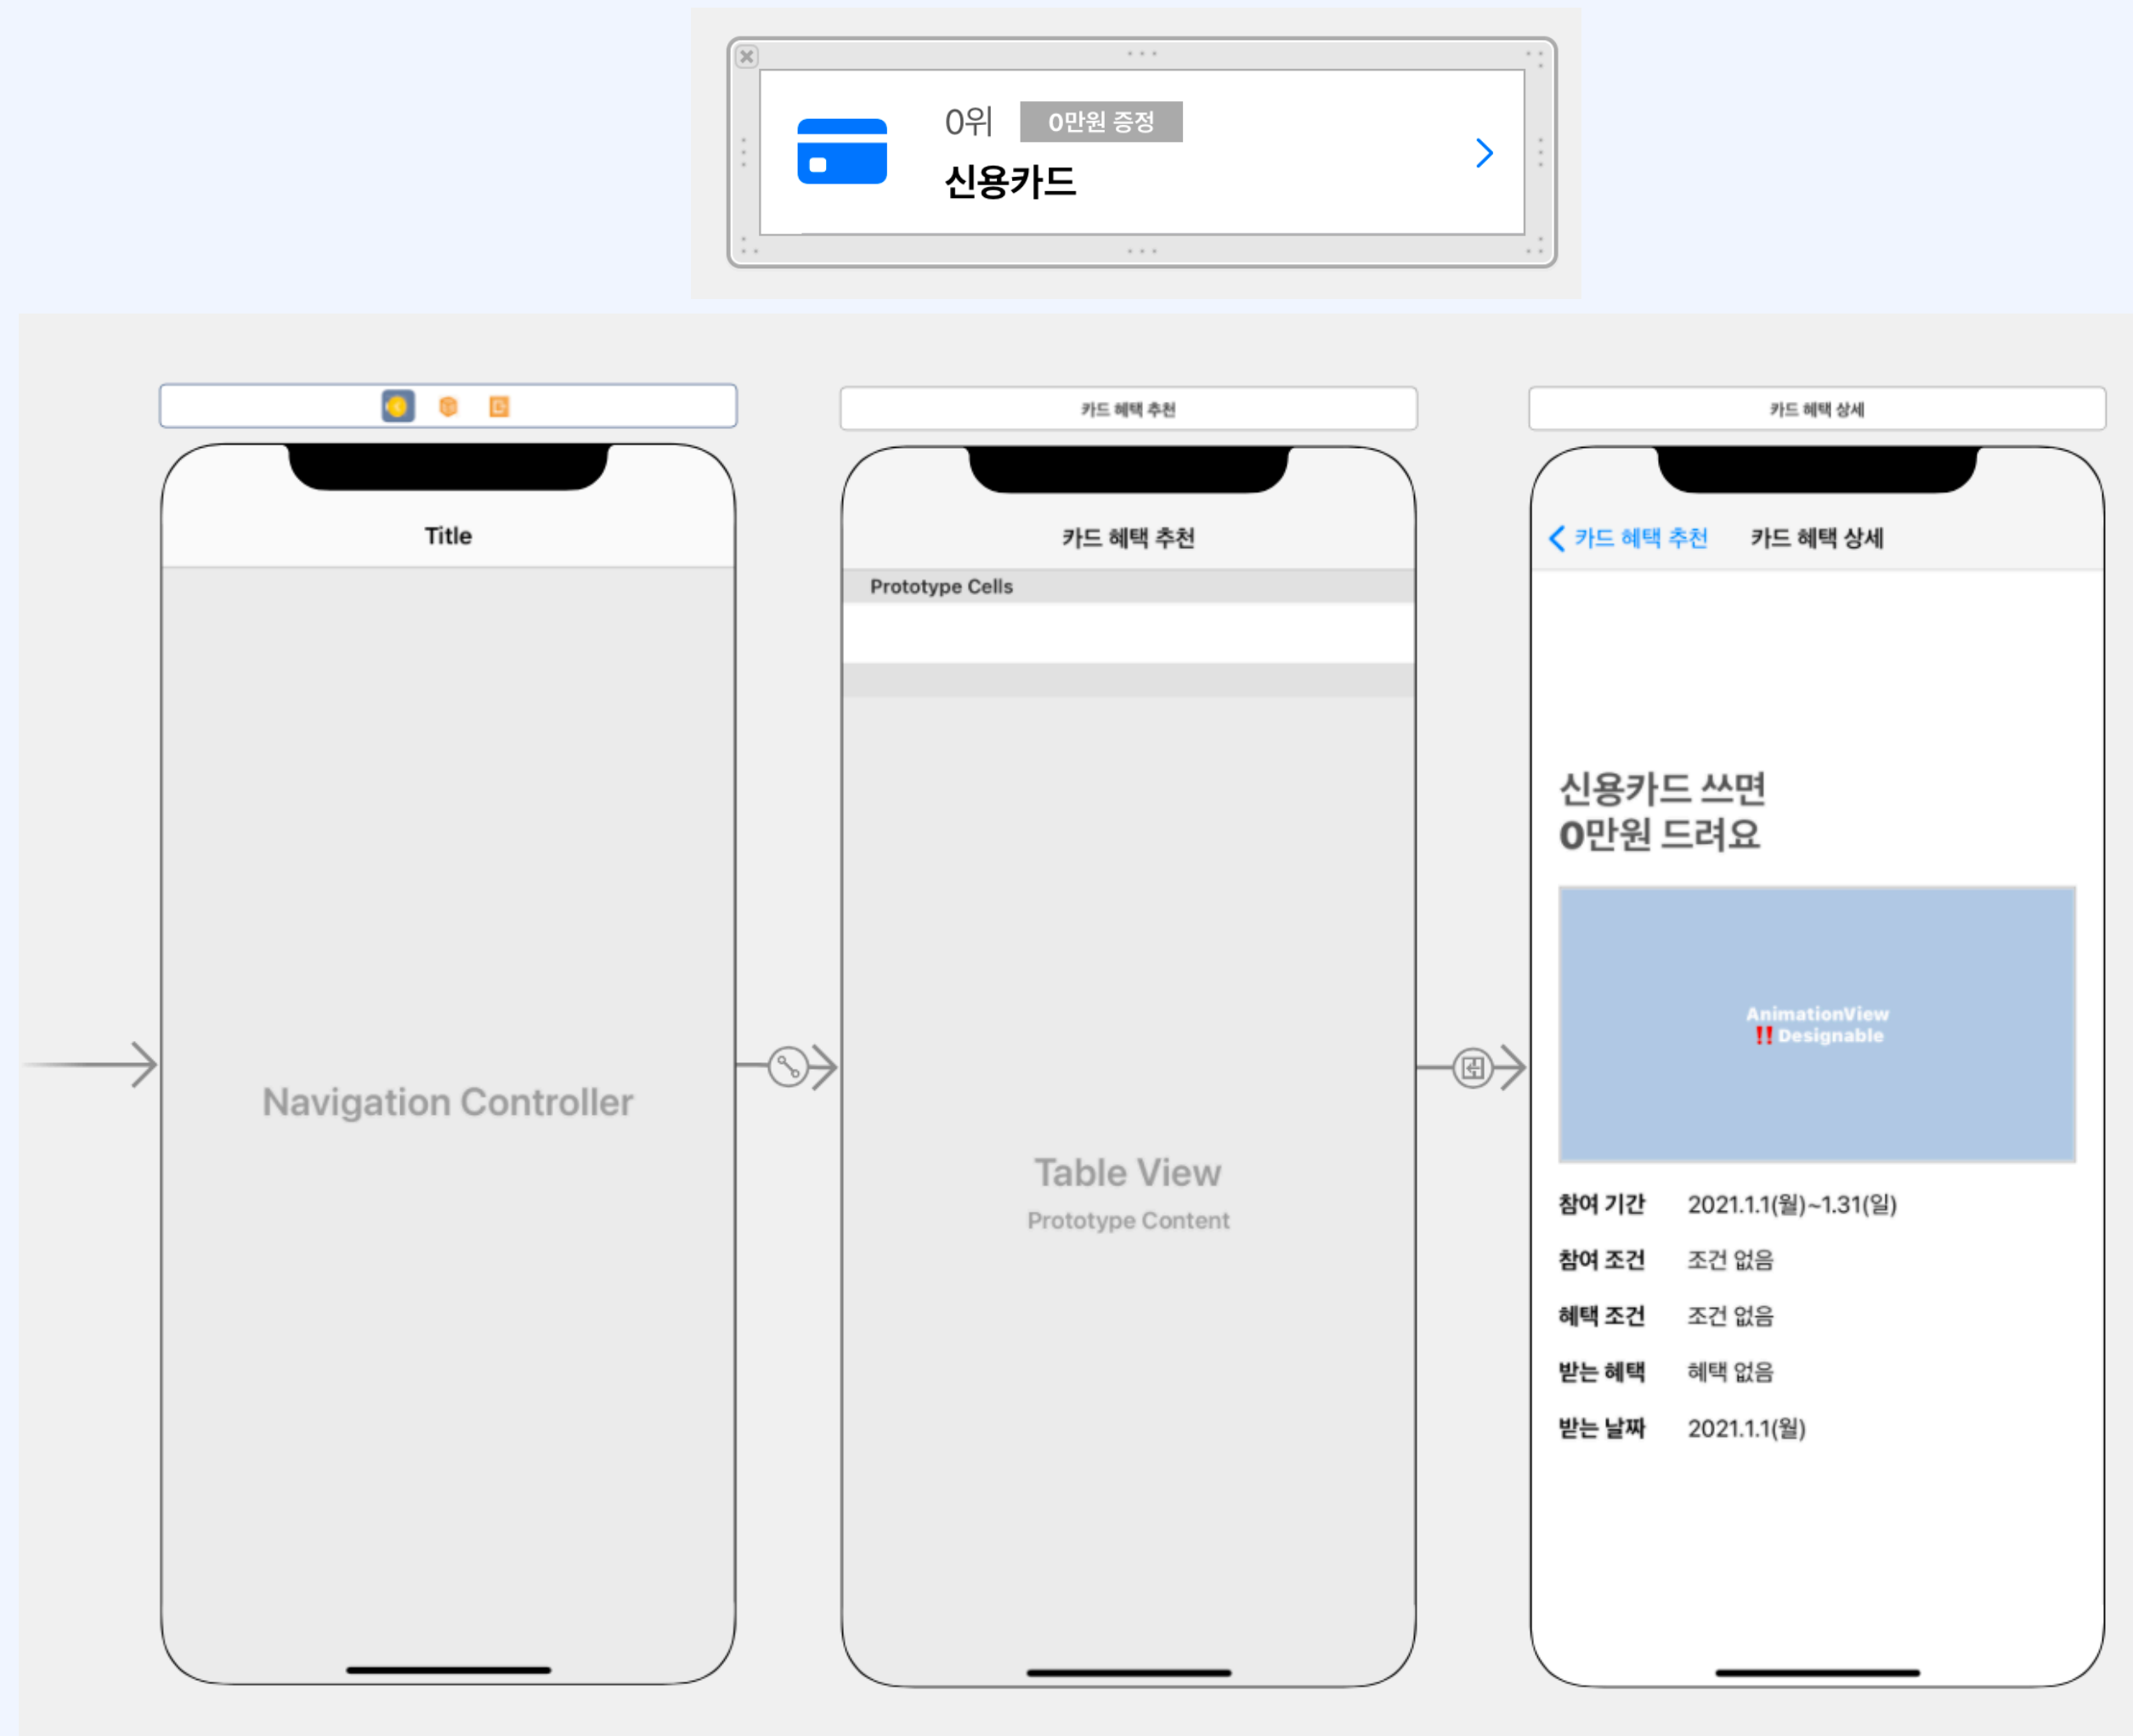 0위 0만원 증정
신용카드
Title
Navigation Controller
카드 혜택 추천
카드 혜택 추천
Prototype Cells
Table View
Prototype Content
카드 혜택 상세
카드 혜택 추천 카드 혜택 상세
신용카드 쓰면
0만원 드려요
AnimationView
‼️ Designable
참여 기간 2021.1.1(월)~1.31(일)
참여 조건 조건 없음
혜택 조건 조건 없음
받는 혜택 혜택 없음
받는 날짜 2021.1.1(월)